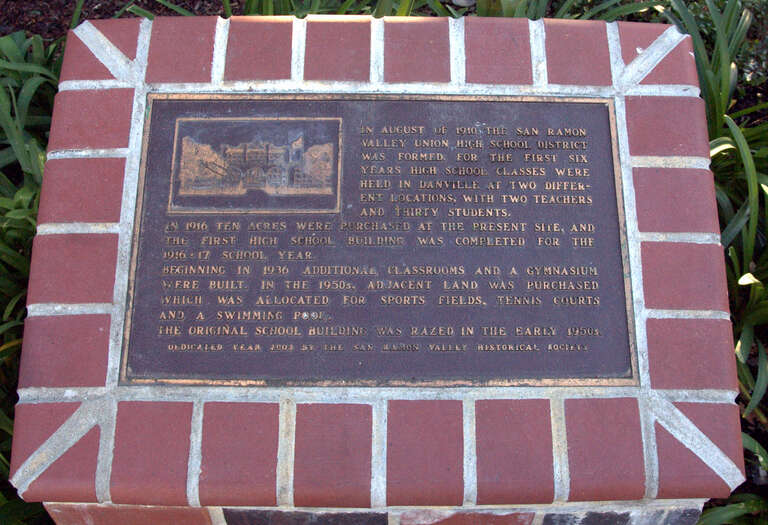 IN AUGUST OF 1910, THE SAN RAMON
VALLEY UNION HIGH SCHOOL DISTRICT
WAS FORMED. FOR THE FIRST SIX
YEARS HIGH SCHOOL CLASSES WERE
HELD IN DANVILLE AT TWO DIFFER-
ENT LOCATIONS, WITH TWO TEACHERS
AND THIRTY STUDENTS.
IN 1916 TEN ACRES WERE PURCHASED AT THE PRESENT SITE, AND
THE FIRST HIGH SCHOOL BUILDING WAS COMPLETED FOR THE
1916-17 SCHOOL YEAR.
BEGINNING IN 1936 ADDITIONAL CLASSROOMS AND A GYMNASIUM
WERE BUILT. IN THE 1950s, ADJACENT LAND WAS PURCHASED
WHICH WAS ALLOCATED FOR SPORTS FIELDS, TENNIS COURTS
AND A SWIMMING POOL.
THE ORIGINAL SCHOOL BUILDING WAS RAZED IN THE EARLY 1950s.
DEDICATED YEAR 2003 BY THE SAN RAMON VALLEY HISTORICAL SOCIETY